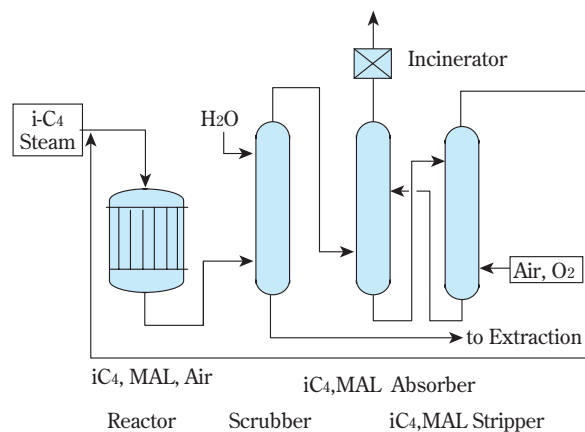 Incinerator
i-C4
Steam
H2O
Air, O2
to Extraction
iC4, MAL, Air
iC4,MAL Absorber
Reactor
Scrubber
iC4,MAL Stripper